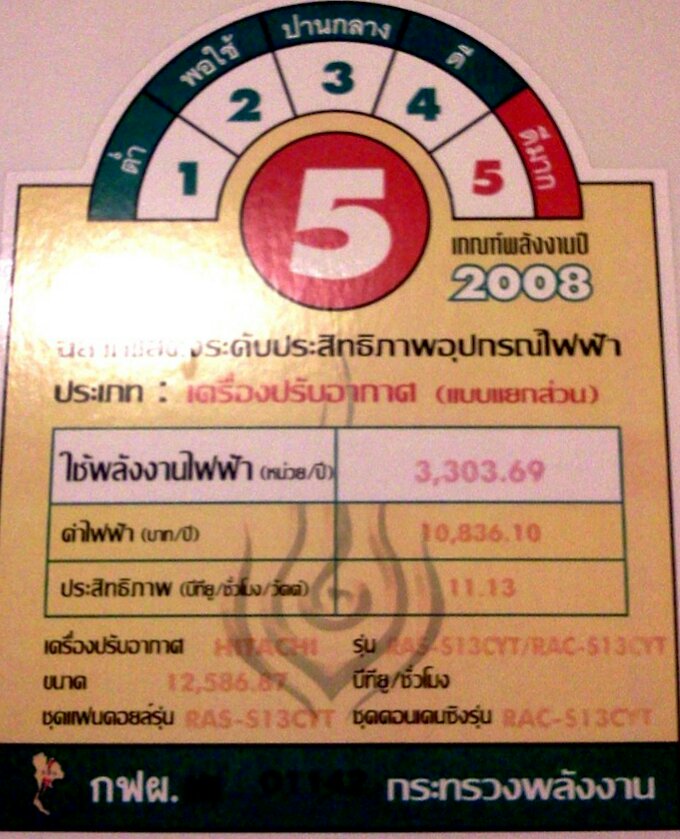 ต่ำ พอใช้ ปานกลาง ดี ดีมาก
1 2 3 4 5
5
เกณฑ์พลังงานปี
2008
ระดับประสิทธิภาพอุปกรณ์ไฟฟ้า
ประเภท : เครื่องปรับอากาศ (แบบแยกส่วน)
ใช้พลังงานไฟฟ้า (หน่วย/ปี) 3,303.69
ค่าไฟฟ้า (บาท/ปี) 10,836.10
ประสิทธิภาพ (บีทียู/ชั่วโมง/วัตต์) 11.13
เครื่องปรับอากาศ HITACHI รุ่น RAS-S13CYT/RAC-S13CYT
ขนาด 12,586.87 บีทียู/ชั่วโมง
ชุดแฟนคอยล์รุ่น RAS-S13CYT ชุดคอนเดนซิงรุ่น RAC-S13CYT
กฟผ. กระทรวงพลังงาน